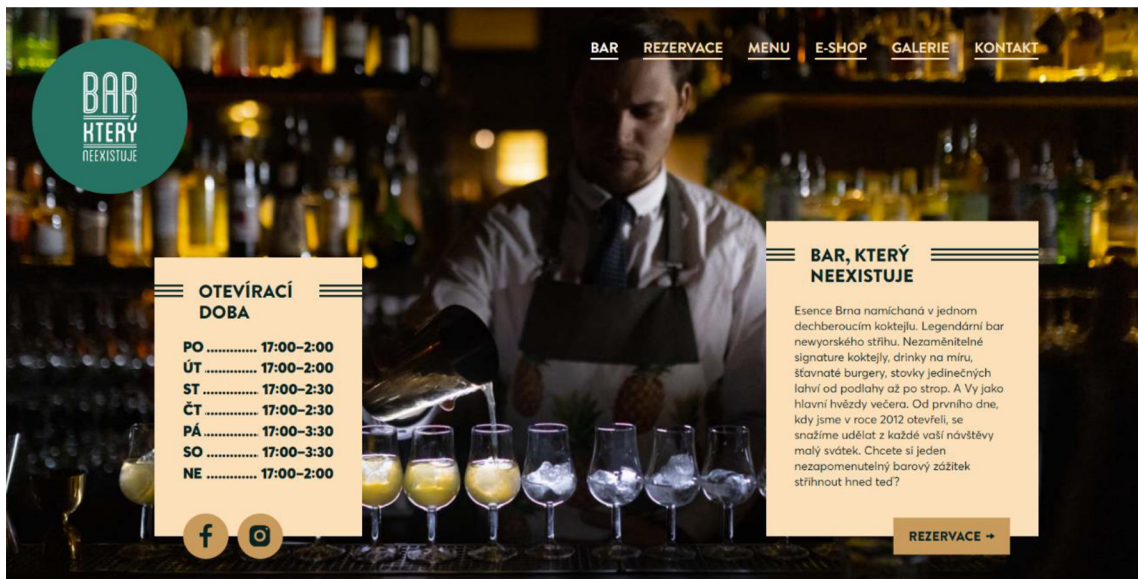 BAR
KTERÝ
NEEXISTUJE
BAR REZERVACE MENU E-SHOP GALERIE KONTAKT
OTEVÍRACÍ
DOBA
PO ............. 17:00–2:00
ÚT ............. 17:00–2:00
ST ............. 17:00–2:30
ČT ............. 17:00–2:30
PÁ ............. 17:00–3:30
SO ............. 17:00–3:30
NE ............. 17:00–2:00
BAR, KTERÝ
NEEXISTUJE
Esence Brna namíchaná v jednom
dechberoucím koktejlu. Legendární bar
newyorského střihu. Nezaměnitelné
signature koktejly, drinky na míru,
šťavnaté burgery, stovky jedinečných
lahví od podlahy až po strop. A Vy jako
hlavní hvězdy večera. Od prvního dne,
kdy jsme v roce 2012 otevřeli, se
snažíme udělat z každé vaší návštěvy
malý svátek. Chcete si jeden
nezapomenutelný barový zážitek
střihnout hned teď?
REZERVACE →